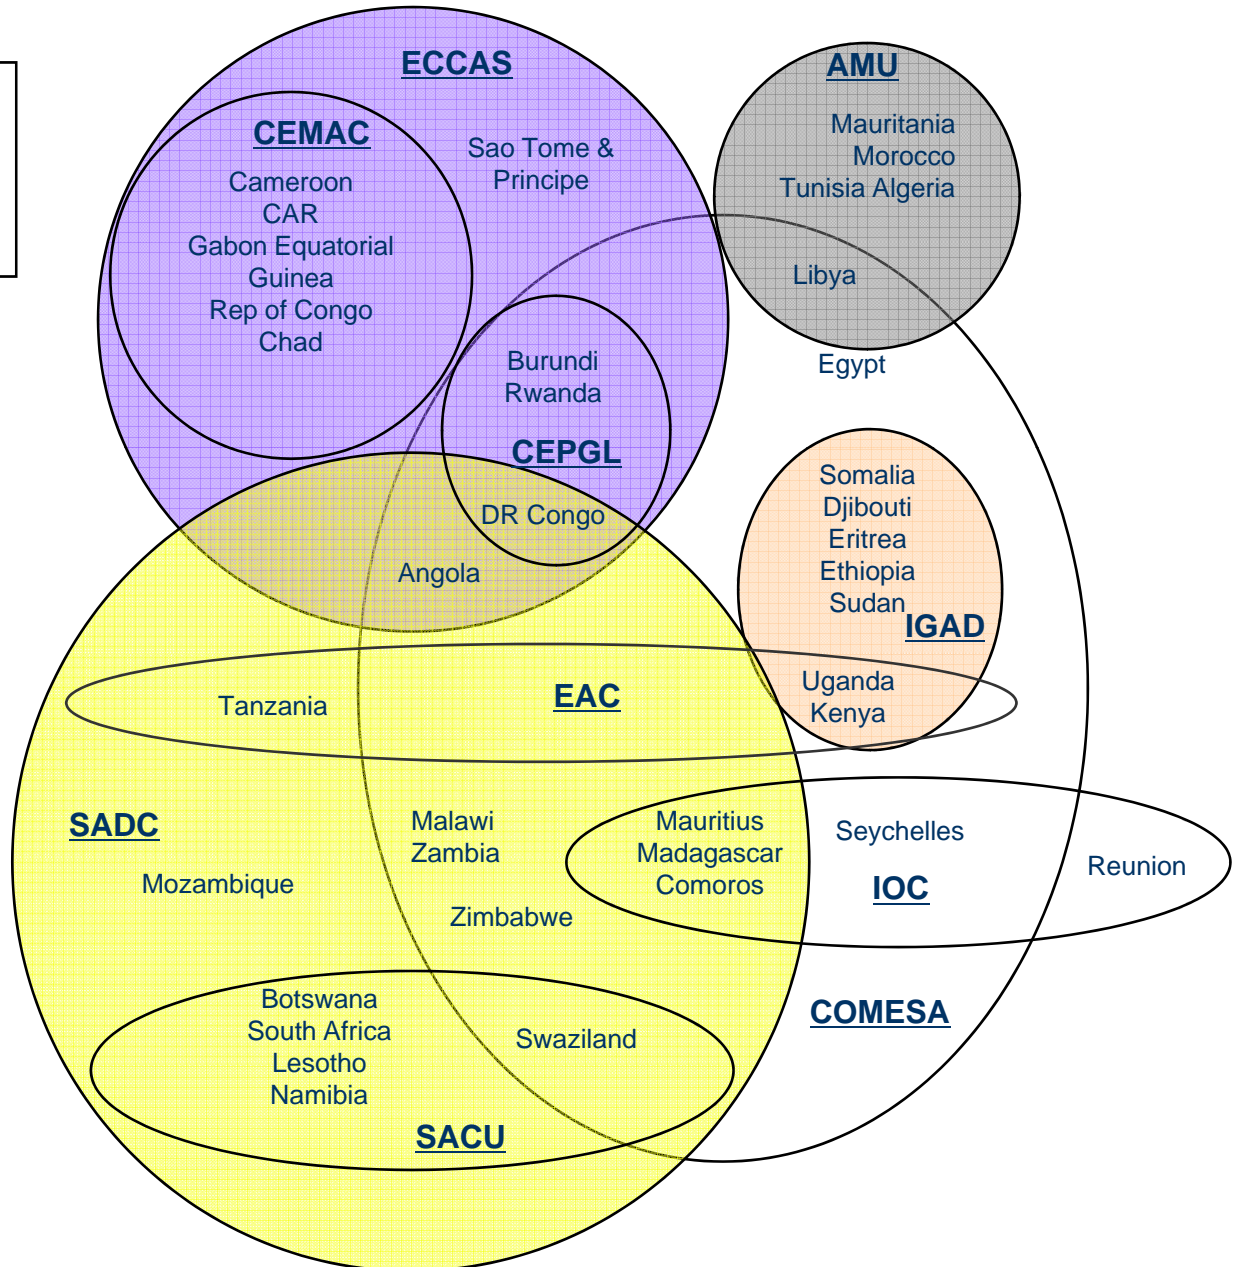 ECCAS
CEMAC
Cameroon
CAR
Gabon Equatorial
Guinea
Rep of Congo
Chad
Sao Tome &
Principe
AMU
Mauritania
Morocco
Tunisia Algeria
Libya
Egypt
Burundi
Rwanda
CEPGL
DR Congo
Angola
Somalia
Djibouti
Eritrea
Ethiopia
Sudan
IGAD
Uganda
Kenya
Tanzania
EAC
SADC
Mozambique
Malawi
Zambia
Zimbabwe
Mauritius
Madagascar
Comoros
Seychelles
IOC
Reunion
COMESA
Botswana
South Africa
Lesotho
Namibia
Swaziland
SACU